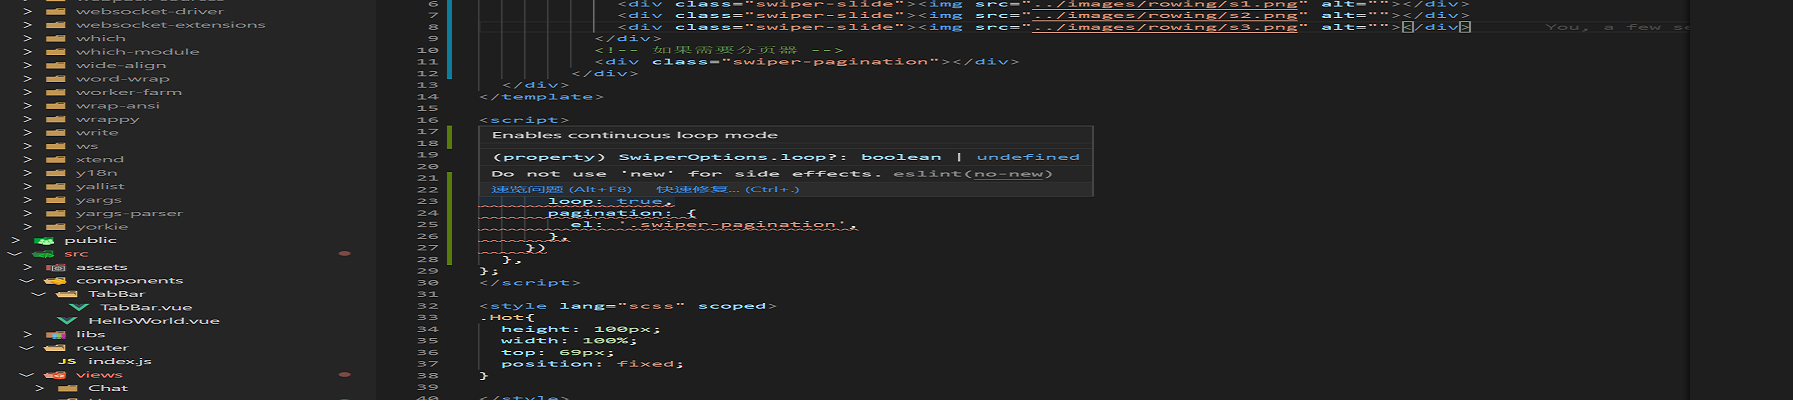 websocket-driver
websocket-extensions
which
which-module
wide-align
word-wrap
worker-farm
wrap-ansi
wrappy
write
ws
xtend
y18n
yallist
yargs
yargs-parser
yorkie
public
src
assets
components
TabBar
TabBar.vue
HelloWorld.vue
libs
router
JS index.js
views
Chat
6 <div class="swiper-slide"><img src="../images/rowing/s1.png" alt=""></div>
7 <div class="swiper-slide"><img src="../images/rowing/s2.png" alt=""></div>
8 <div class="swiper-slide"><img src="../images/rowing/s3.png" alt=""></div> You, a few se
9 </div>
10 <!-- 如果需要分页器 -->
11 <div class="swiper-pagination"></div>
12 </div>
13 </div>
14 </template>
15
16 <script>
17
18
19
20
21
22
Enables continuous loop mode
(property) SwiperOptions.loop?: boolean | undefined
Do not use 'new' for side effects. eslint(no-new)
速览问题 (Alt+F8) 快速修复... (Ctrl+.)
23 loop: true,
24 pagination: {
25 el: '.swiper-pagination',
26 },
27 })
28 },
29 };
30 </script>
31
32 <style lang="scss" scoped>
33 .Hot{
34 height: 100px;
35 width: 100%;
36 top: 69px;
37 position: fixed;
38 }
39
40 </style>